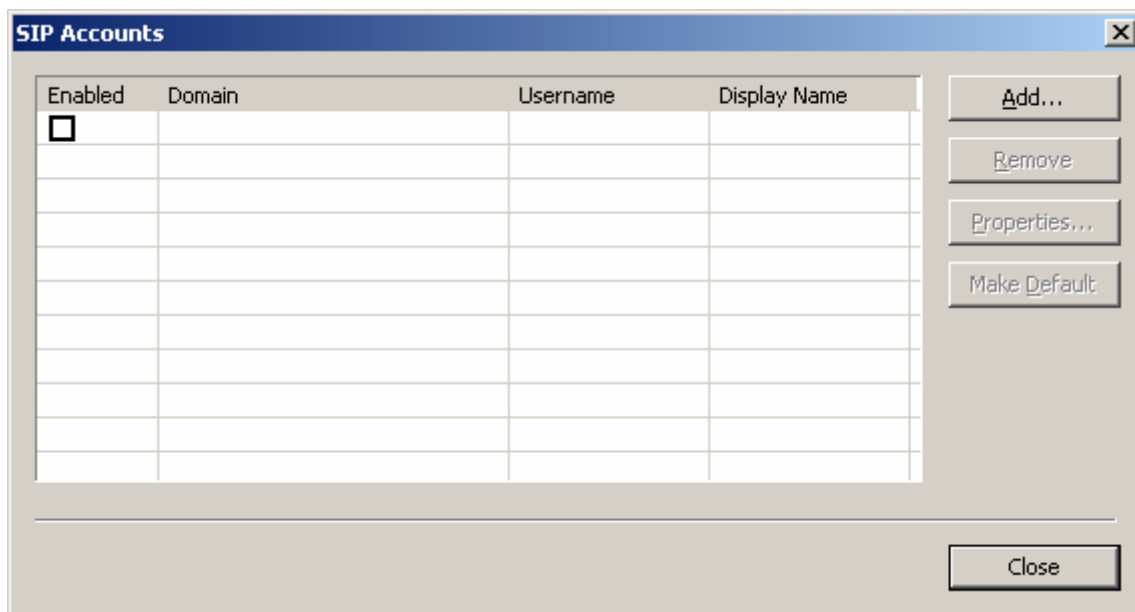 SIP Accounts
Enabled Domain Username Display Name
Add...
Remove
Properties...
Make Default
Close